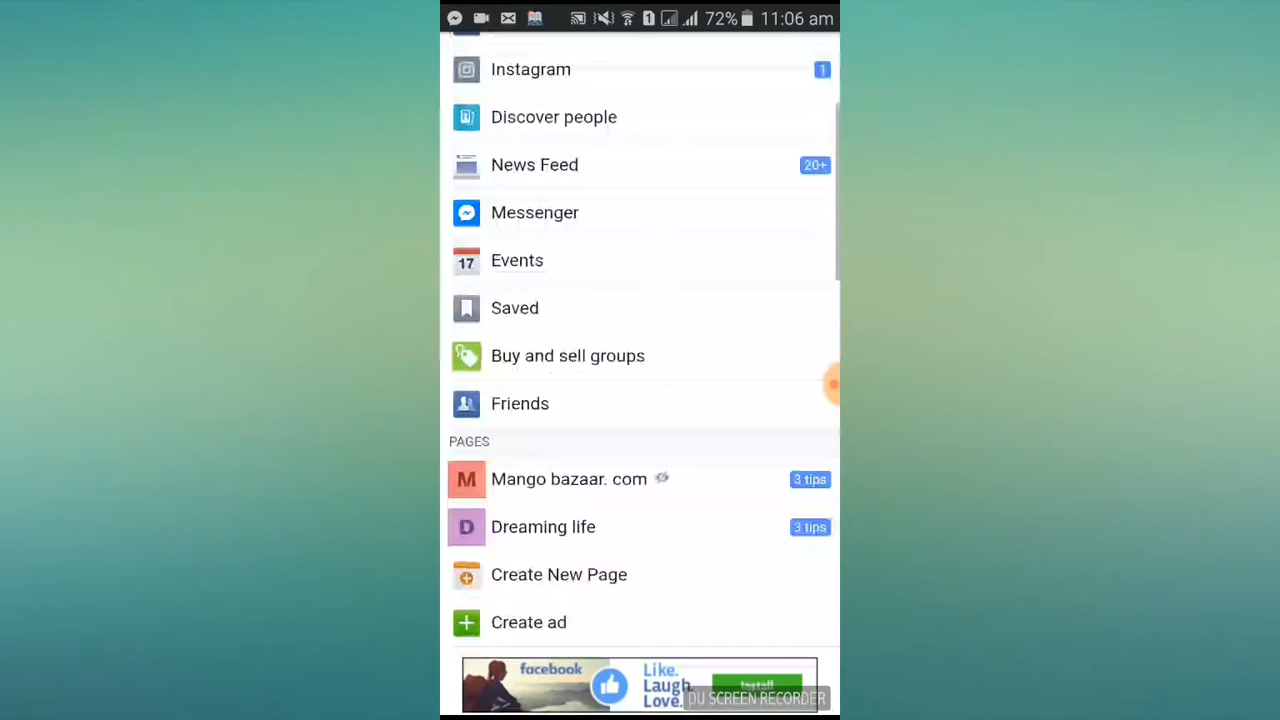 72% 11:06 am
Instagram 1
Discover people
News Feed 20+
Messenger
17 Events
Saved
Buy and sell groups
Friends
PAGES
M Mango bazaar. com 3 tips
D Dreaming life 3 tips
Create New Page
Create ad
facebook
Like.
Laugh.
Love.
Install
DU SCREEN RECORDER